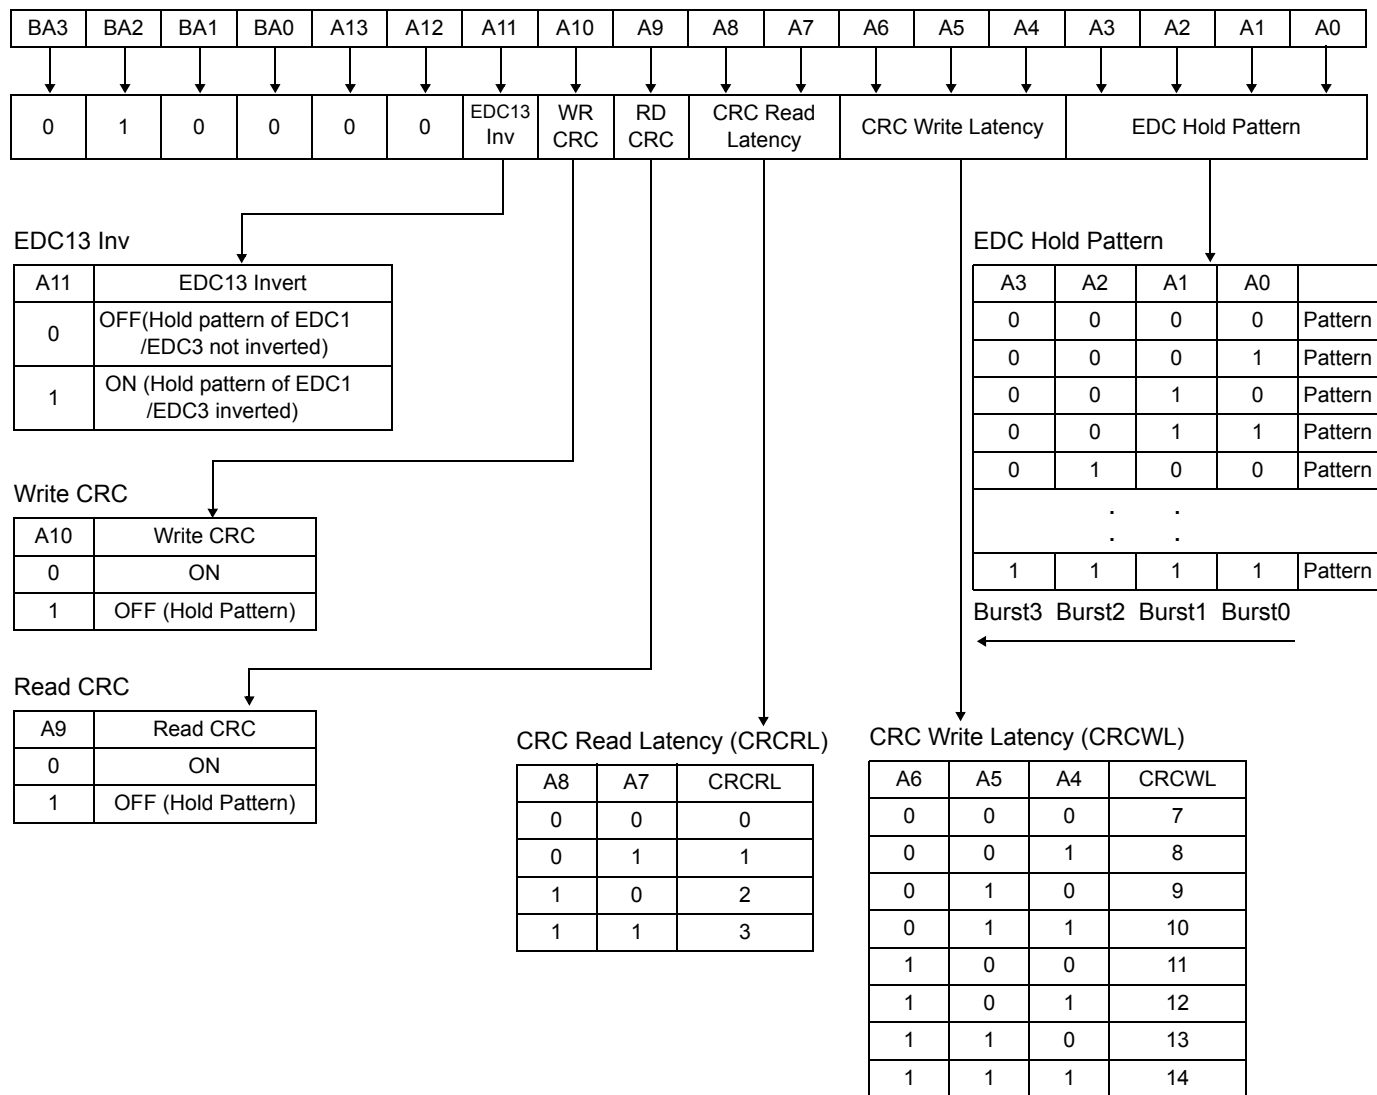 BA3 BA2 BA1 BA0 A13 A12 A11 A10 A9 A8 A7 A6 A5 A4 A3 A2 A1 A0
0 1 0 0 0 0 EDC13 Inv WR CRC RD CRC CRC Read Latency CRC Write Latency EDC Hold Pattern
EDC13 Inv
A11 EDC13 Invert
0 OFF(Hold pattern of EDC1
/EDC3 not inverted)
1 ON (Hold pattern of EDC1
/EDC3 inverted)
Write CRC
A10 Write CRC
0 ON
1 OFF (Hold Pattern)
Read CRC
A9 Read CRC
0 ON
1 OFF (Hold Pattern)
CRC Read Latency (CRCRL)
A8 A7 CRCRL
0 0 0
0 1 1
1 0 2
1 1 3
CRC Write Latency (CRCWL)
A6 A5 A4 CRCWL
0 0 0 7
0 0 1 8
0 1 0 9
0 1 1 10
1 0 0 11
1 0 1 12
1 1 0 13
1 1 1 14
EDC Hold Pattern
A3 A2 A1 A0
0 0 0 0 Pattern
0 0 0 1 Pattern
0 0 1 0 Pattern
0 0 1 1 Pattern
0 1 0 0 Pattern
. .
. .
1 1 1 1 Pattern
Burst3 Burst2 Burst1 Burst0